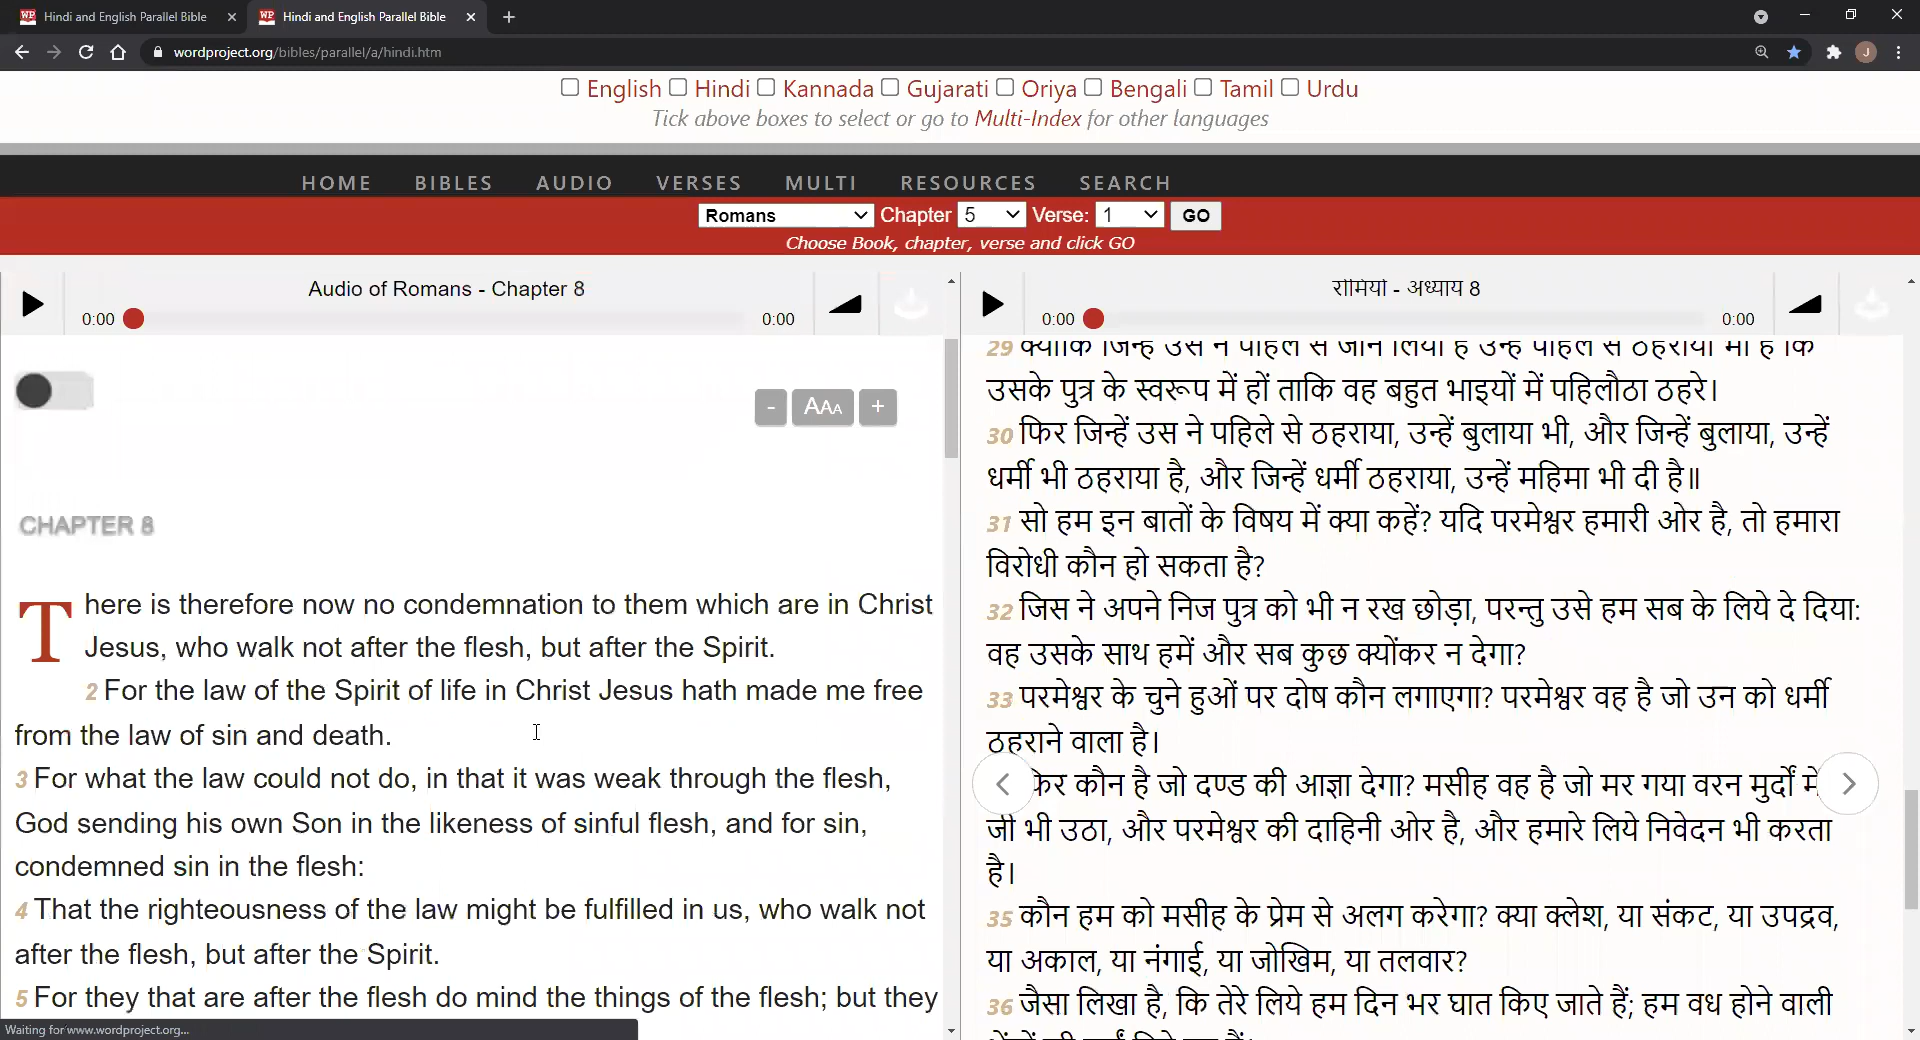 Hindi and English Parallel Bible
Hindi and English Parallel Bible
wordproject.org/bibles/parallel/a/hindi.htm
J
English Hindi Kannada Gujarati Oriya Bengali Tamil Urdu
Tick above boxes to select or go to Multi-Index for other languages
HOME BIBLES AUDIO VERSES MULTI RESOURCES SEARCH
Romans Chapter 5 Verse: 1 GO
Choose Book, chapter, verse and click GO
Audio of Romans - Chapter 8
0:00 0:00
- AAA +
CHAPTER 8
There is therefore now no condemnation to them which are in Christ
Jesus, who walk not after the flesh, but after the Spirit.
2 For the law of the Spirit of life in Christ Jesus hath made me free
from the law of sin and death.
3 For what the law could not do, in that it was weak through the flesh,
God sending his own Son in the likeness of sinful flesh, and for sin,
condemned sin in the flesh:
4 That the righteousness of the law might be fulfilled in us, who walk not
after the flesh, but after the Spirit.
5 For they that are after the flesh do mind the things of the flesh; but they
Waiting for www.wordproject.org...
रोमियो - अध्याय 8
0:00 0:00
29 क्योंकि जिन्हें उस ने पहिले से जान लिया है उन्हें पहिले से ठहराया भी है कि
उसके पुत्र के स्वरूप में हों ताकि वह बहुत भाइयों में पहिलौठा ठहरे।
30 फिर जिन्हें उस ने पहिले से ठहराया, उन्हें बुलाया भी, और जिन्हें बुलाया, उन्हें
धर्मी भी ठहराया है, और जिन्हें धर्मी ठहराया, उन्हें महिमा भी दी है॥
31 सो हम इन बातों के विषय में क्या कहें? यदि परमेश्वर हमारी ओर है, तो हमारा
विरोधी कौन हो सकता है?
32 जिस ने अपने निज पुत्र को भी न रख छोड़ा, परन्तु उसे हम सब के लिये दे दिया:
वह उसके साथ हमें और सब कुछ क्योंकर न देगा?
33 परमेश्वर के चुने हुओं पर दोष कौन लगाएगा? परमेश्वर वह है जो उन को धर्मी
ठहराने वाला है।
फिर कौन है जो दण्ड की आज्ञा देगा? मसीह वह है जो मर गया वरन मुर्दों में
जी भी उठा, और परमेश्वर की दाहिनी ओर है, और हमारे लिये निवेदन भी करता
है।
35 कौन हम को मसीह के प्रेम से अलग करेगा? क्या क्लेश, या संकट, या उपद्रव,
या अकाल, या नंगाई, या जोखिम, या तलवार?
36 जैसा लिखा है, कि तेरे लिये हम दिन भर घात किए जाते हैं; हम वध होने वाली